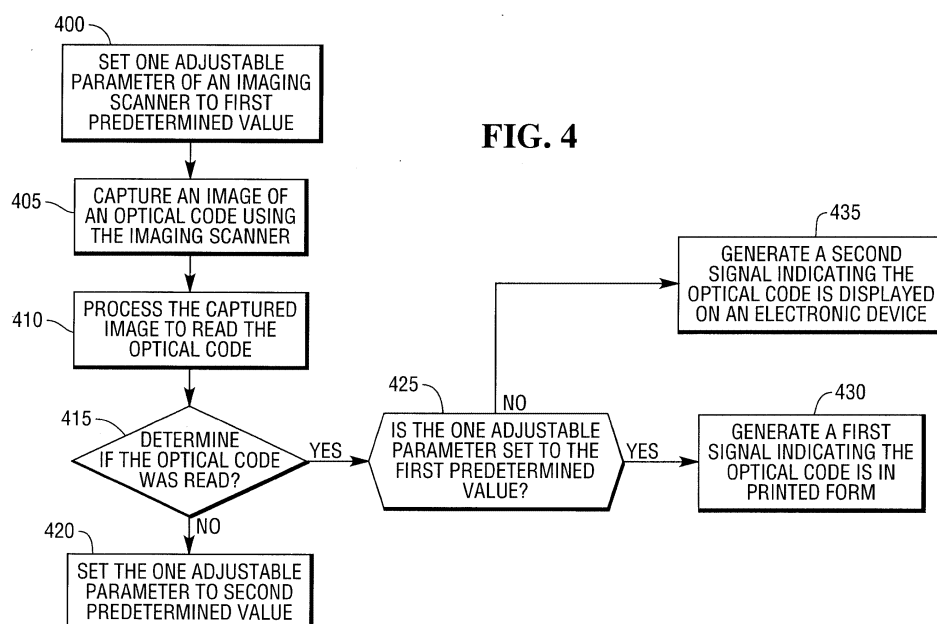 400
SET ONE ADJUSTABLE
PARAMETER OF AN IMAGING
SCANNER TO FIRST
PREDETERMINED VALUE
FIG. 4
405
CAPTURE AN IMAGE OF
AN OPTICAL CODE USING
THE IMAGING SCANNER
435
GENERATE A SECOND
SIGNAL INDICATING THE
OPTICAL CODE IS DISPLAYED
ON AN ELECTRONIC DEVICE
410
PROCESS THE CAPTURED
IMAGE TO READ THE
OPTICAL CODE
415
DETERMINE
IF THE OPTICAL CODE
WAS READ?
YES
425
NO
IS THE ONE ADJUSTABLE
PARAMETER SET TO THE
FIRST PREDETERMINED
VALUE?
YES
430
GENERATE A FIRST
SIGNAL INDICATING THE
OPTICAL CODE IS IN
PRINTED FORM
NO
420
SET THE ONE ADJUSTABLE
PARAMETER TO SECOND
PREDETERMINED VALUE